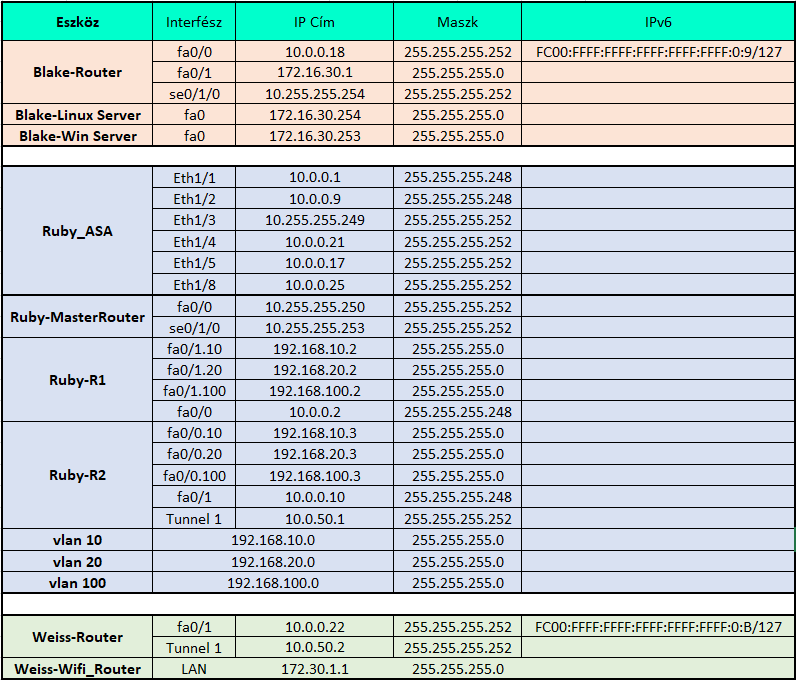 Eszköz Interfész IP Cím Maszk IPv6
Blake-Router fa0/0 10.0.0.18 255.255.255.252 FC00:FFFF:FFFF:FFFF:FFFF:FFFF:0:9/127
fa0/1 172.16.30.1 255.255.255.0
se0/1/0 10.255.255.254 255.255.255.252
Blake-Linux Server fa0 172.16.30.254 255.255.255.0
Blake-Win Server fa0 172.16.30.253 255.255.255.0
Ruby_ASA Eth1/1 10.0.0.1 255.255.255.248
Eth1/2 10.0.0.9 255.255.255.248
Eth1/3 10.255.255.249 255.255.255.252
Eth1/4 10.0.0.21 255.255.255.252
Eth1/5 10.0.0.17 255.255.255.252
Eth1/8 10.0.0.25 255.255.255.252
Ruby-MasterRouter fa0/0 10.255.255.250 255.255.255.252
se0/1/0 10.255.255.253 255.255.255.252
Ruby-R1 fa0/1.10 192.168.10.2 255.255.255.0
fa0/1.20 192.168.20.2 255.255.255.0
fa0/1.100 192.168.100.2 255.255.255.0
fa0/0 10.0.0.2 255.255.255.248
Ruby-R2 fa0/0.10 192.168.10.3 255.255.255.0
fa0/0.20 192.168.20.3 255.255.255.0
fa0/0.100 192.168.100.3 255.255.255.0
fa0/1 10.0.0.10 255.255.255.248
Tunnel 1 10.0.50.1 255.255.255.252
vlan 10 192.168.10.0 255.255.255.0
vlan 20 192.168.20.0 255.255.255.0
vlan 100 192.168.100.0 255.255.255.0
Weiss-Router fa0/1 10.0.0.22 255.255.255.252 FC00:FFFF:FFFF:FFFF:FFFF:FFFF:0:B/127
Tunnel 1 10.0.50.2 255.255.255.252
Weiss-Wifi_Router LAN 172.30.1.1 255.255.255.0